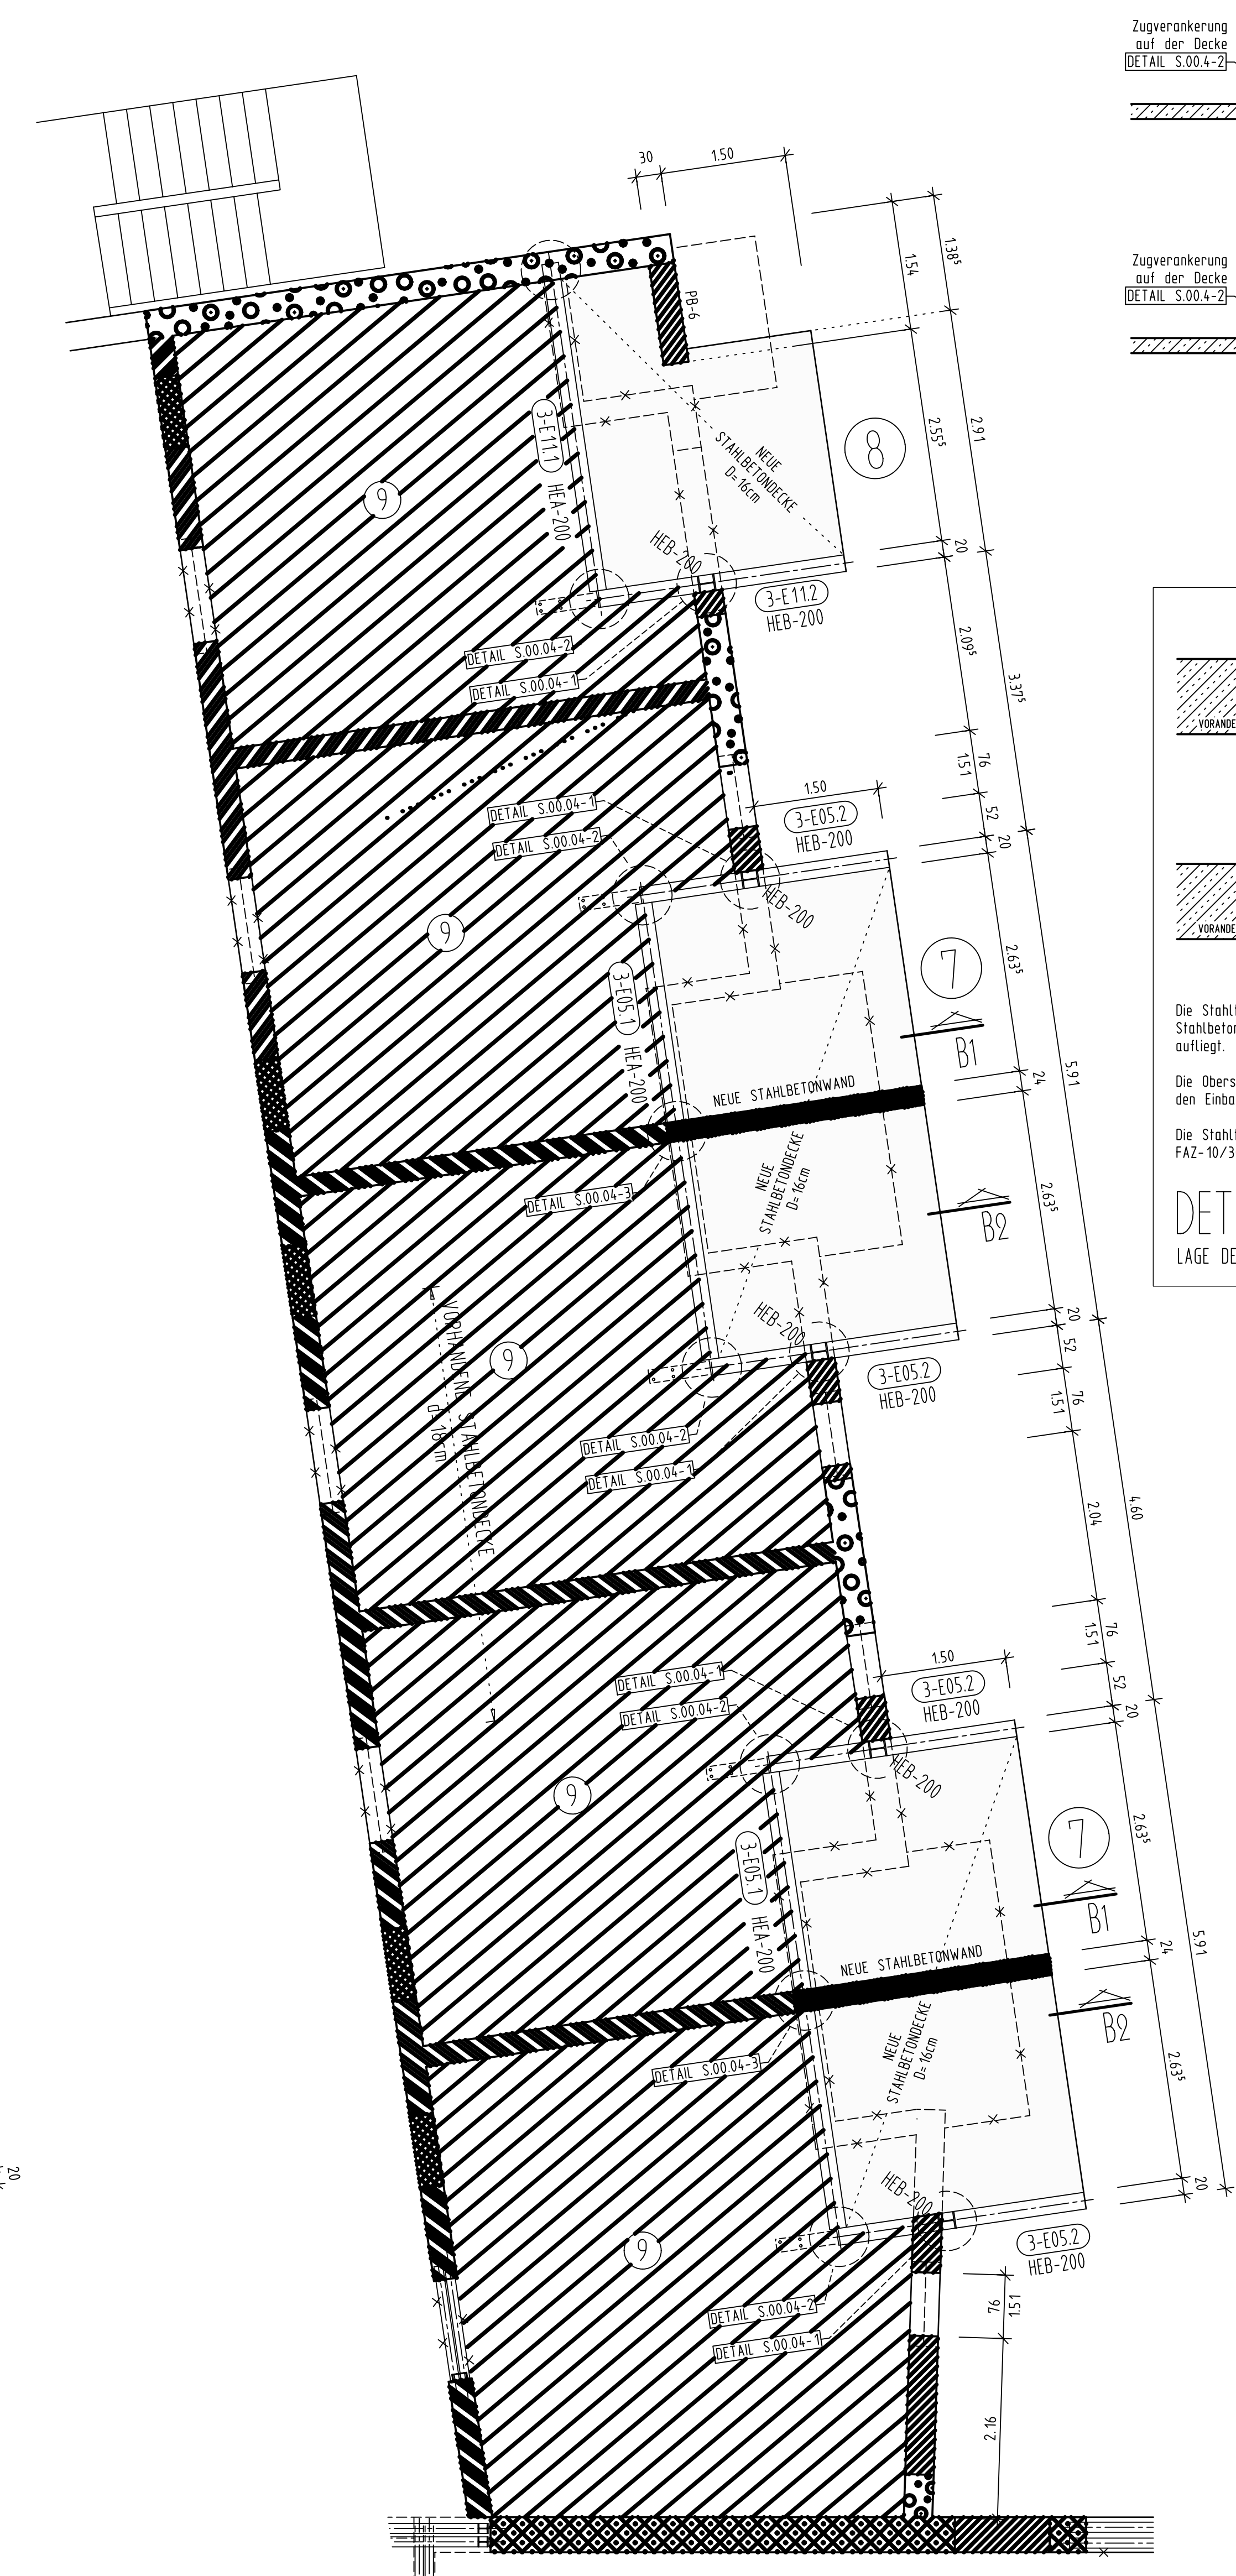 Zugverankerung
auf der Decke
DETAIL S.00.4-2
30
1.50
1.54
1.38⁵
Zugverankerung
auf der Decke
DETAIL S.00.4-2
PB-6
3-E11.1
HEA-200
NEUE
STAHLBETONDECKE
D=16cm
8
2.55⁵
2.91
9
HEB-200
20
3-E11.2
HEB-200
DETAIL S.00.04-2
DETAIL S.00.04-1
2.09⁵
3.37⁵
76
1.51
1.50
DETAIL S.00.04-1
DETAIL S.00.04-2
3-E05.2
HEB-200
52
20
HEB-200
9
7
2.63⁵
3-E05.1
HEA-200
B1
5.91
NEUE STAHLBETONWAND
24
NEUE
STAHLBETONDECKE
D=16cm
DETAIL S.00.04-3
B2
2.63⁵
HEB-200
20
52
9
VORHANDENE STAHLBETONDECKE
d=18cm
3-E05.2
HEB-200
76
1.51
DETAIL S.00.04-2
DETAIL S.00.04-1
2.04
4.60
76
1.51
1.50
DETAIL S.00.04-1
DETAIL S.00.04-2
3-E05.2
HEB-200
52
20
HEB-200
9
7
2.63⁵
3-E05.1
HEA-200
B1
5.91
NEUE STAHLBETONWAND
24
NEUE
STAHLBETONDECKE
D=16cm
DETAIL S.00.04-3
B2
2.63⁵
HEB-200
20
9
3-E05.2
HEB-200
DETAIL S.00.04-2
DETAIL S.00.04-1
76
1.51
2.16
20
VORANDE
VORANDE
Die Stahlt
Stahlbeton
aufliegt.
Die Obers
den Einba
Die Stahlt
FAZ-10/3
DET
LAGE DE